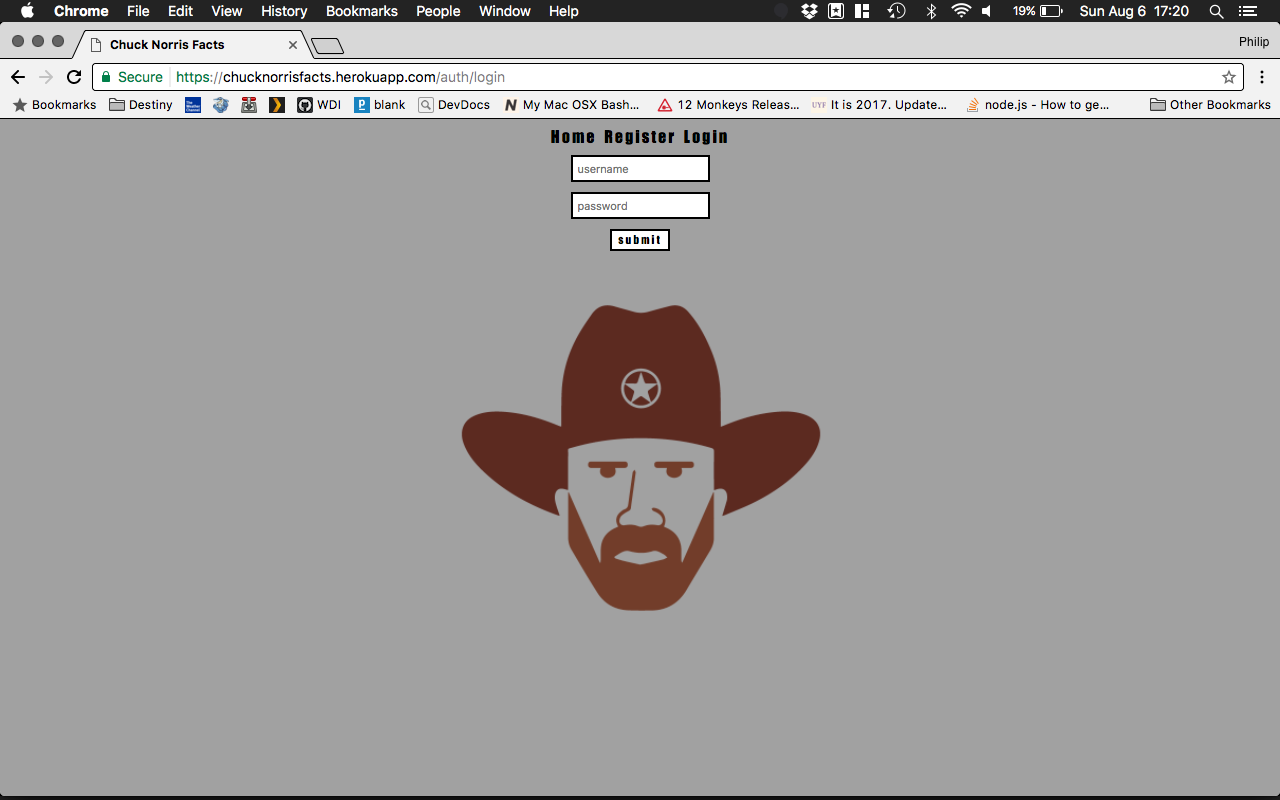 Chrome File Edit View History Bookmarks People Window Help 19% Sun Aug 6 17:20
Chuck Norris Facts Philip
Secure https://chucknorrisfacts.herokuapp.com/auth/login
Bookmarks Destiny WDI blank DevDocs My Mac OSX Bash... 12 Monkeys Releas... UYF It is 2017. Update... node.js - How to ge... Other Bookmarks
Home Register Login
username
password
submit